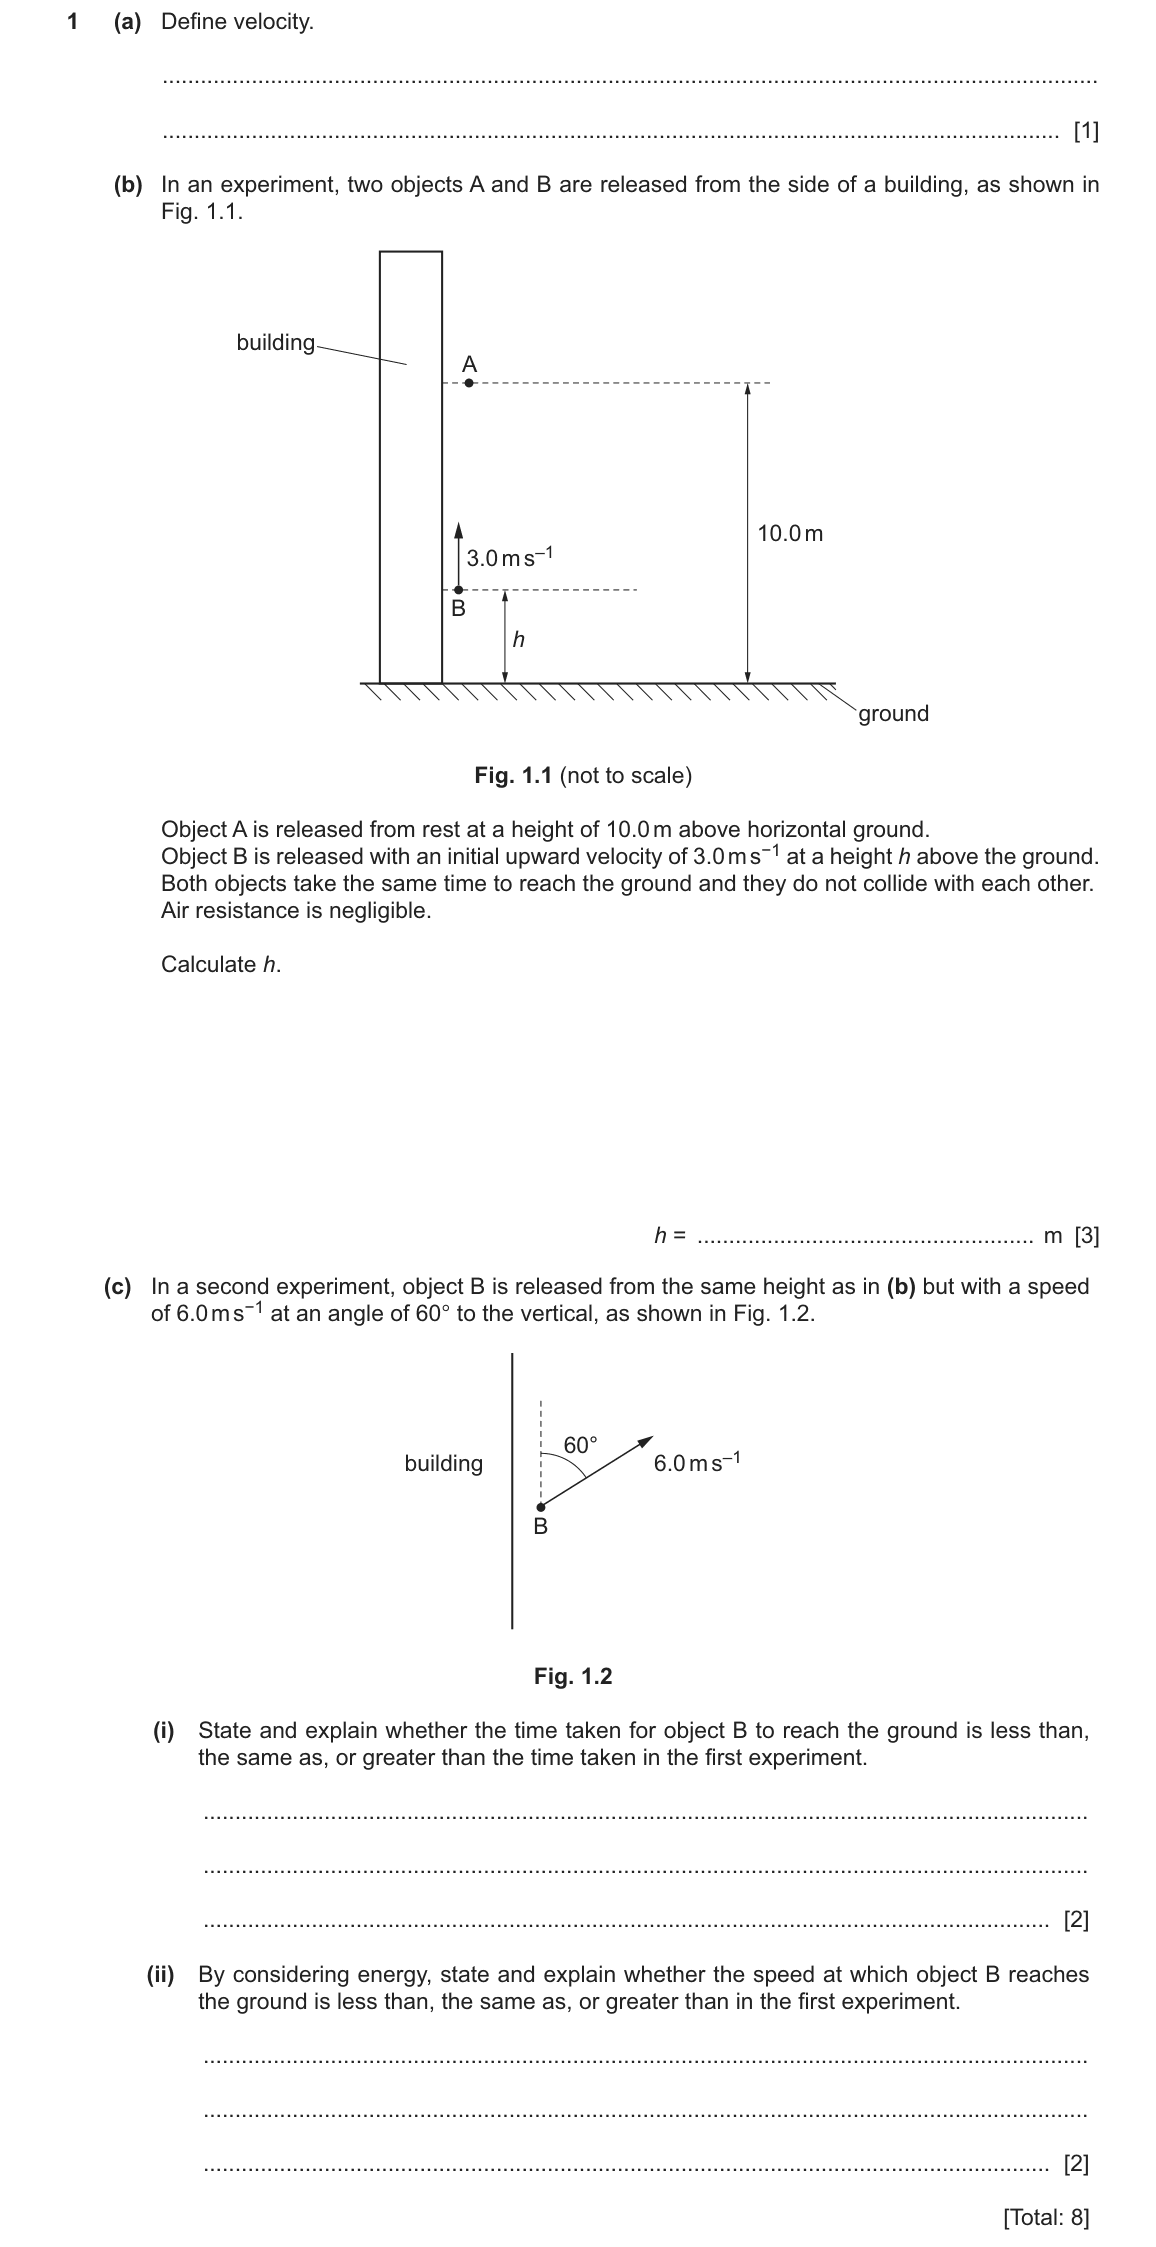 1 (a) Define velocity.
..........................................................................................................................................................
.................................................................................................................................................... [1]
(b) In an experiment, two objects A and B are released from the side of a building, as shown in
Fig. 1.1.
building
A
10.0 m
3.0 m s⁻¹
B
h
ground
Fig. 1.1 (not to scale)
Object A is released from rest at a height of 10.0 m above horizontal ground.
Object B is released with an initial upward velocity of 3.0 m s⁻¹ at a height h above the ground.
Both objects take the same time to reach the ground and they do not collide with each other.
Air resistance is negligible.
Calculate h.
h = ....................................................... m [3]
(c) In a second experiment, object B is released from the same height as in (b) but with a speed
of 6.0 m s⁻¹ at an angle of 60° to the vertical, as shown in Fig. 1.2.
60°
building
6.0 m s⁻¹
B
Fig. 1.2
(i) State and explain whether the time taken for object B to reach the ground is less than,
the same as, or greater than the time taken in the first experiment.
..................................................................................................................................................
..................................................................................................................................................
............................................................................................................................................ [2]
(ii) By considering energy, state and explain whether the speed at which object B reaches
the ground is less than, the same as, or greater than in the first experiment.
..................................................................................................................................................
..................................................................................................................................................
............................................................................................................................................ [2]
[Total: 8]